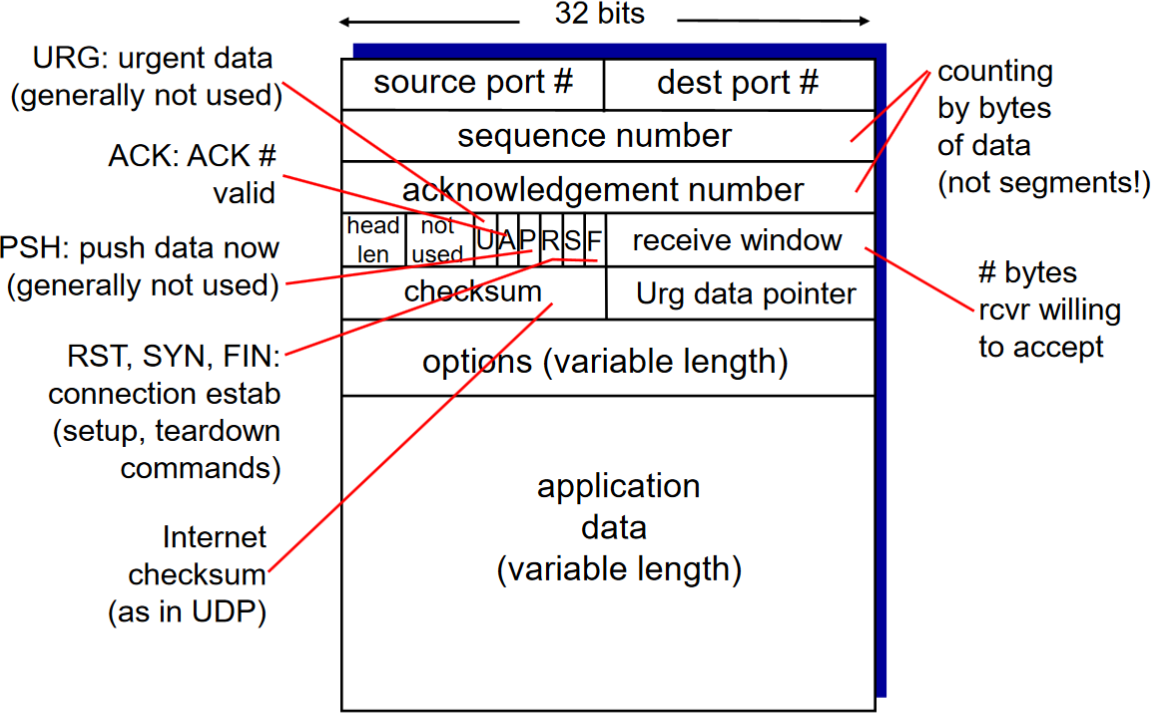 32 bits
URG: urgent data
(generally not used)
ACK: ACK #
valid
PSH: push data now
(generally not used)
RST, SYN, FIN:
connection estab
(setup, teardown
commands)
Internet
checksum
(as in UDP)
source port #
dest port #
sequence number
acknowledgement number
head
len
not
used
U
A
P
R
S
F
receive window
checksum
Urg data pointer
options (variable length)
application
data
(variable length)
counting
by bytes
of data
(not segments!)
# bytes
rcvr willing
to accept